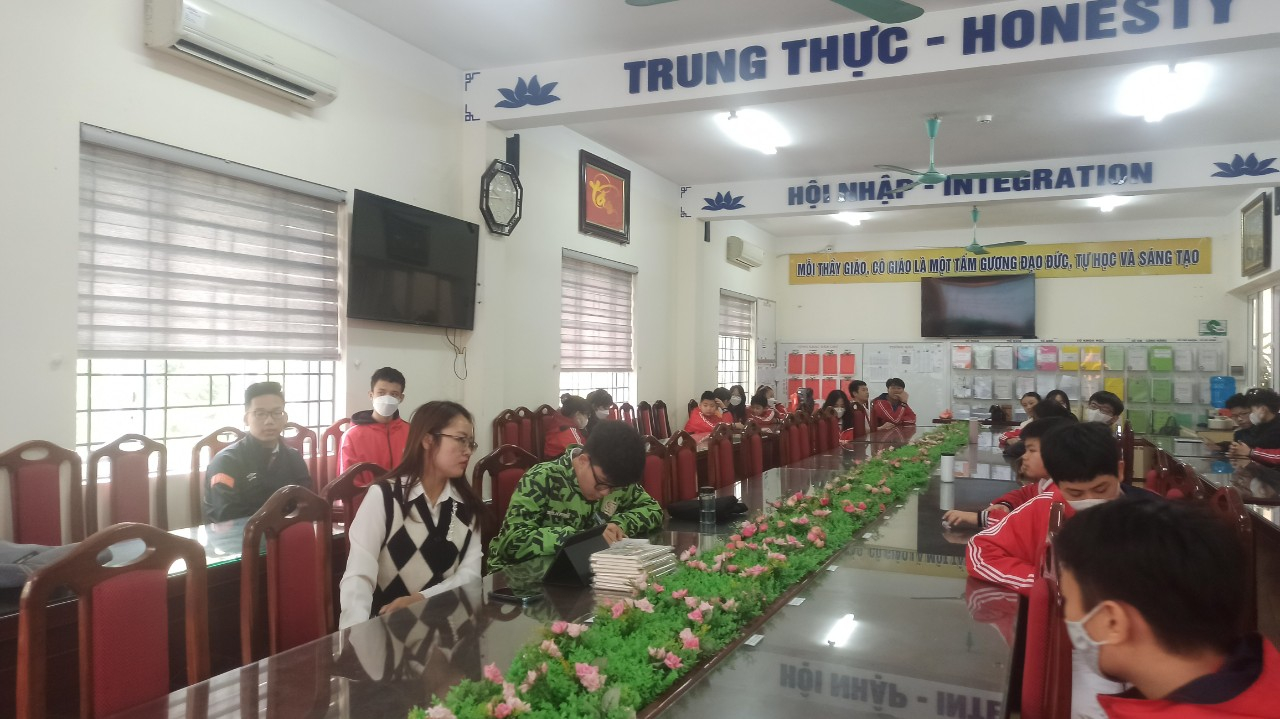 TRUNG THỰC - HONESTY
HỘI NHẬP - INTEGRATION
MỖI THẦY GIÁO, CÔ GIÁO LÀ MỘT TẤM GƯƠNG ĐẠO ĐỨC, TỰ HỌC VÀ SÁNG TẠO